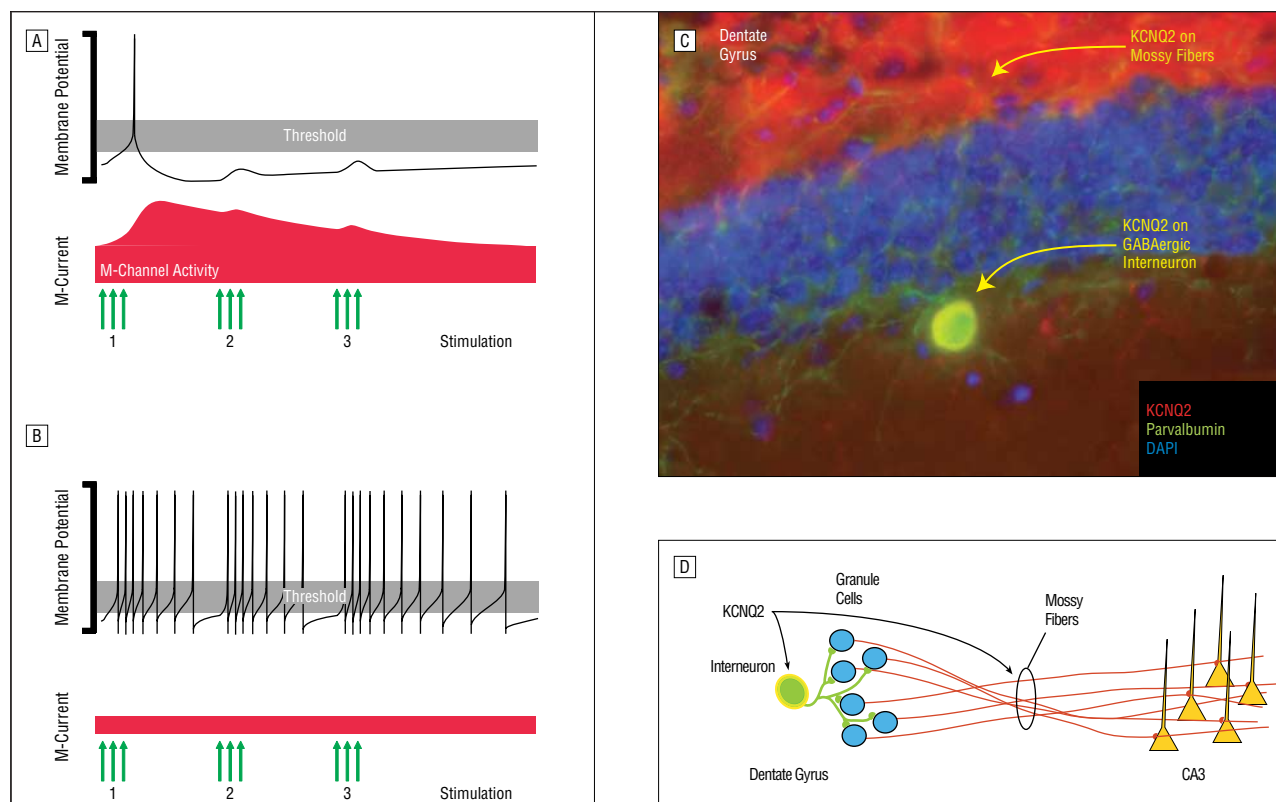 A
Membrane Potential
Threshold
M-Current
M-Channel Activity
1
2
3
Stimulation
B
Membrane Potential
Threshold
M-Current
1
2
3
Stimulation
C
Dentate
Gyrus
KCNQ2 on
Mossy Fibers
KCNQ2 on
GABAergic
Interneuron
KCNQ2
Parvalbumin
DAPI
D
KCNQ2
Granule
Cells
Mossy
Fibers
Interneuron
Dentate Gyrus
CA3